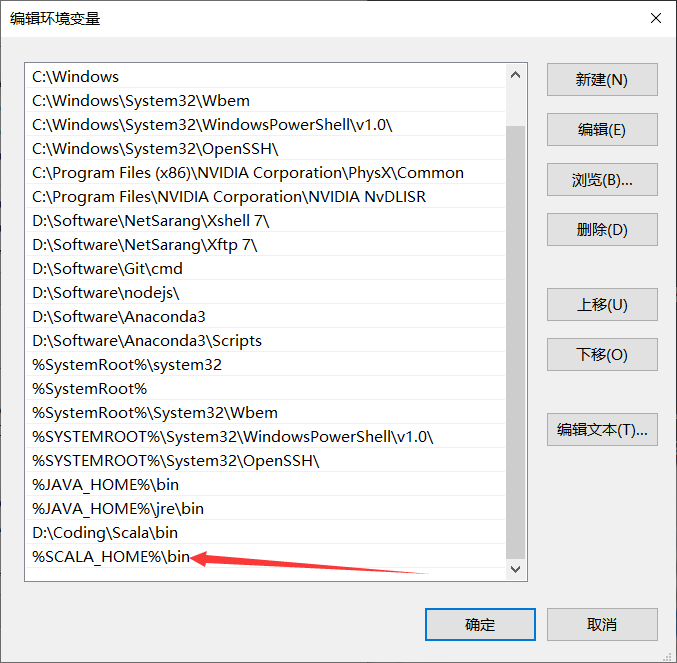 编辑环境变量
C:\Windows
C:\Windows\System32\Wbem
C:\Windows\System32\WindowsPowerShell\v1.0\
C:\Windows\System32\OpenSSH\
C:\Program Files (x86)\NVIDIA Corporation\PhysX\Common
C:\Program Files\NVIDIA Corporation\NVIDIA NvDLISR
D:\Software\NetSarang\Xshell 7\
D:\Software\NetSarang\Xftp 7\
D:\Software\Git\cmd
D:\Software\nodejs\
D:\Software\Anaconda3
D:\Software\Anaconda3\Scripts
%SystemRoot%\system32
%SystemRoot%
%SystemRoot%\System32\Wbem
%SYSTEMROOT%\System32\WindowsPowerShell\v1.0\
%SYSTEMROOT%\System32\OpenSSH\
%JAVA_HOME%\bin
%JAVA_HOME%\jre\bin
D:\Coding\Scala\bin
%SCALA_HOME%\bin
新建(N)
编辑(E)
浏览(B)...
删除(D)
上移(U)
下移(O)
编辑文本(T)...
确定
取消